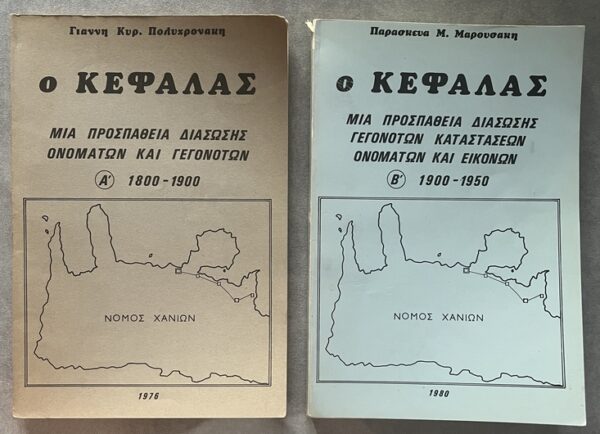 Γιαννη Κυρ. Πολυχρονακη
Ο ΚΕΦΑΛΑΣ
ΜΙΑ ΠΡΟΣΠΑΘΕΙΑ ΔΙΑΣΩΣΗΣ
ΟΝΟΜΑΤΩΝ ΚΑΙ ΓΕΓΟΝΟΤΩΝ
Α' 1800-1900
ΝΟΜΟΣ ΧΑΝΙΩΝ
1976
Παρασκευα Μ. Μαρουσακη
Ο ΚΕΦΑΛΑΣ
ΜΙΑ ΠΡΟΣΠΑΘΕΙΑ ΔΙΑΣΩΣΗΣ
ΓΕΓΟΝΟΤΩΝ ΚΑΤΑΣΤΑΣΕΩΝ
ΟΝΟΜΑΤΩΝ ΚΑΙ ΕΙΚΟΝΩΝ
Β' 1900-1950
ΝΟΜΟΣ ΧΑΝΙΩΝ
1980